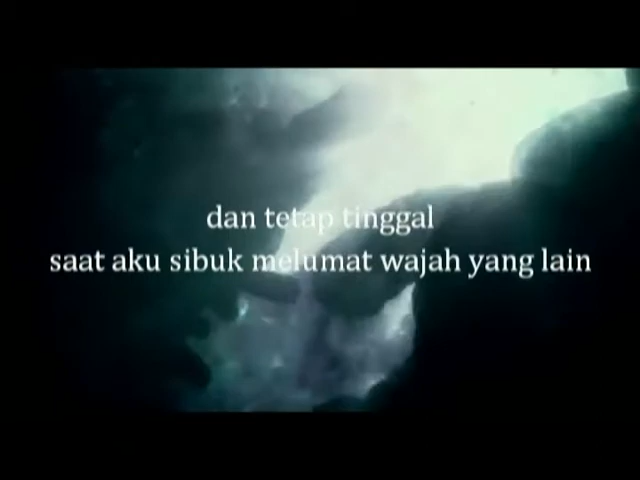 dan tetap tinggal
saat aku sibuk melumat wajah yang lain